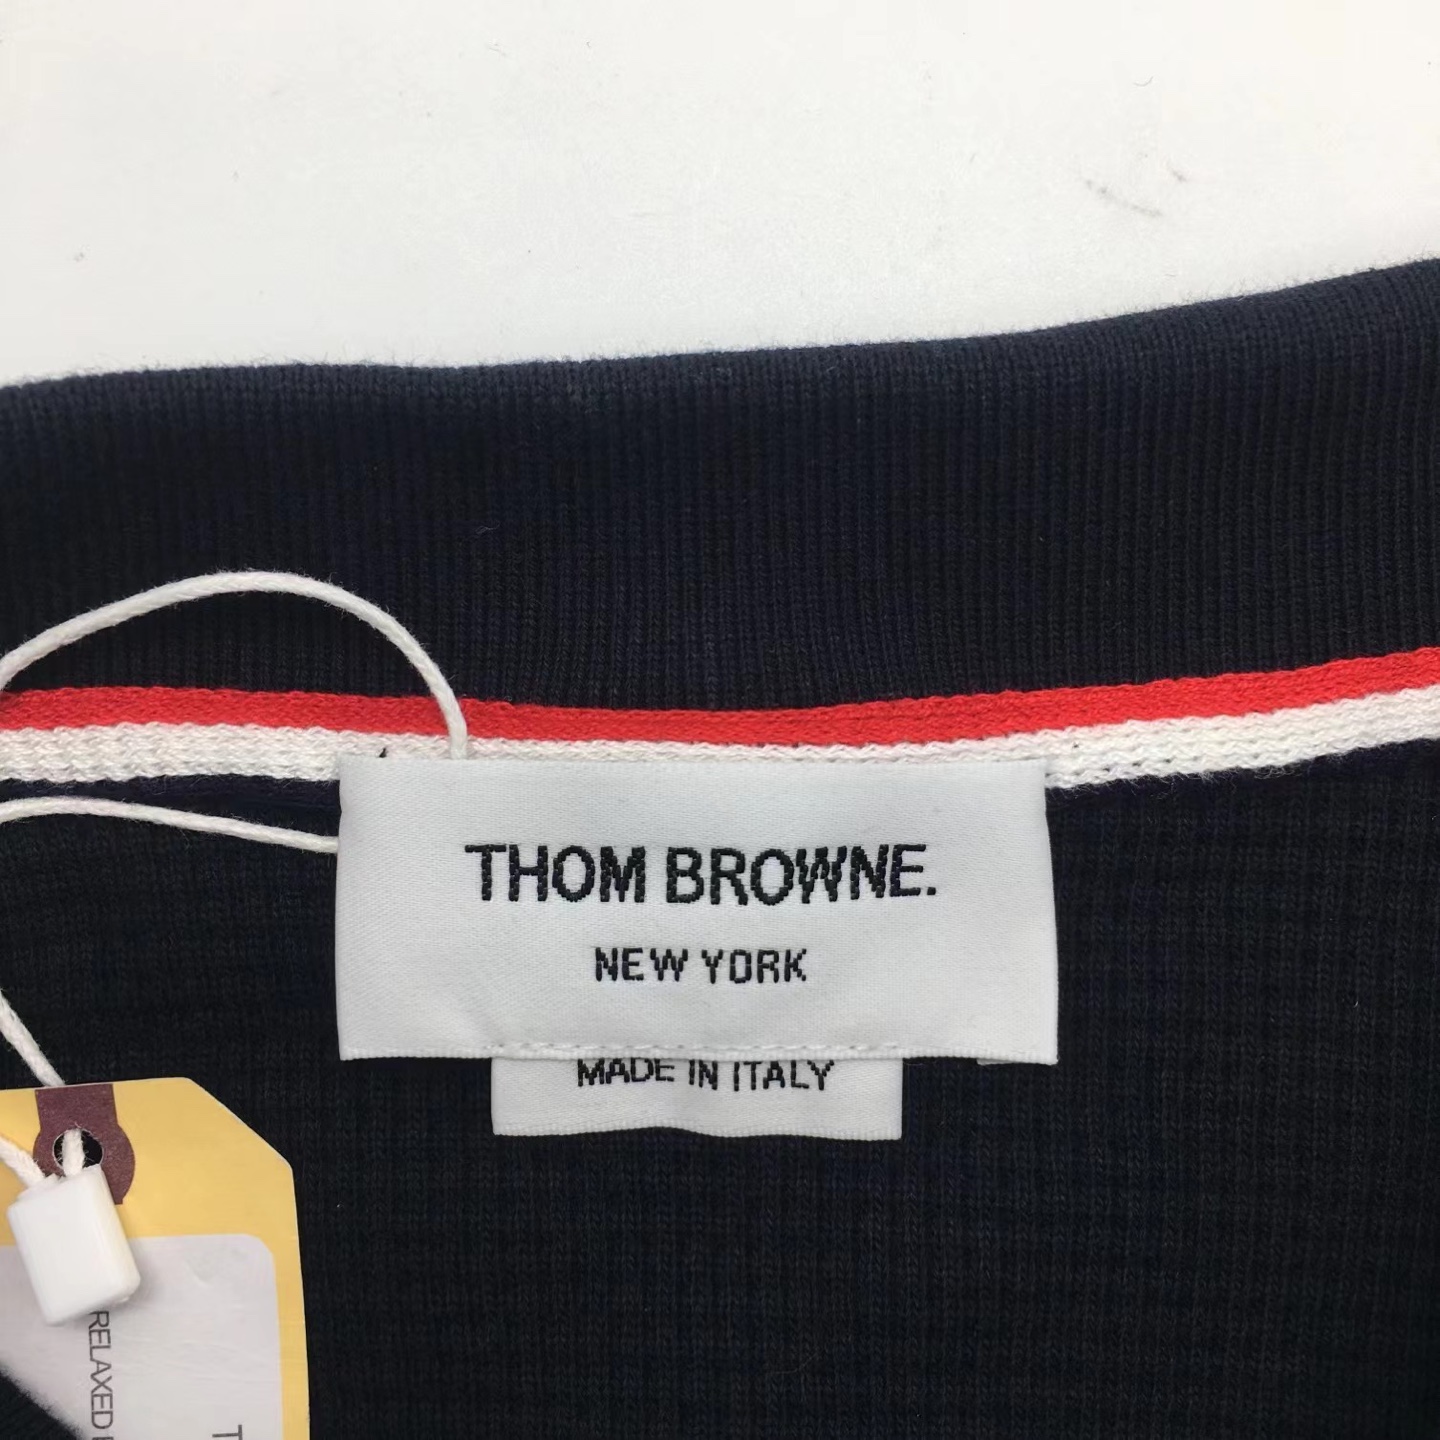 THOM BROWNE.
NEW YORK
MADE IN ITALY
RELAXED